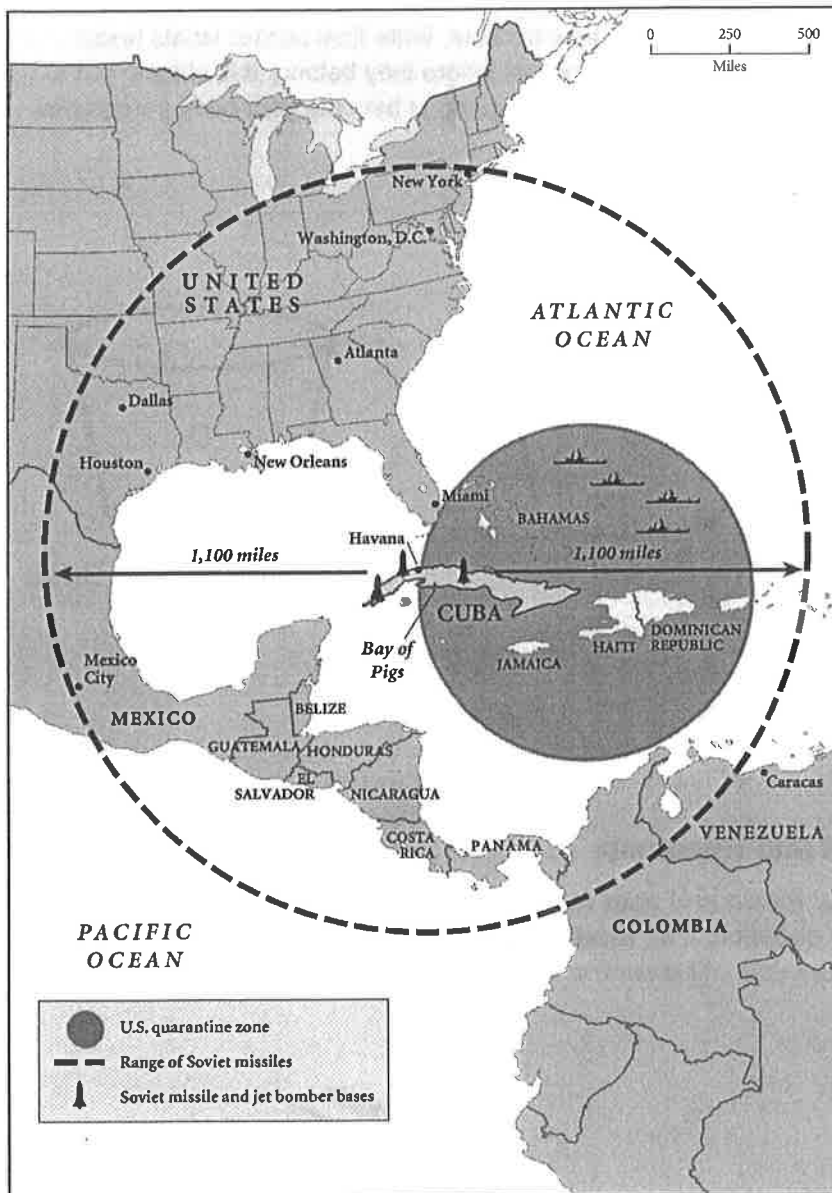 0 250 500
Miles
New York
Washington, D.C.
UNITED
STATES
ATLANTIC
OCEAN
Atlanta
Dallas
Houston
New Orleans
Miami
BAHAMAS
Havana
1,100 miles
1,100 miles
CUBA
Bay of
Pigs
HAITI
DOMINICAN
REPUBLIC
JAMAICA
Mexico
City
MEXICO
BELIZE
GUATEMALA
HONDURAS
EL
SALVADOR
NICARAGUA
COSTA
RICA
PANAMA
Caracas
VENEZUELA
COLOMBIA
PACIFIC
OCEAN
U.S. quarantine zone
Range of Soviet missiles
Soviet missile and jet bomber bases